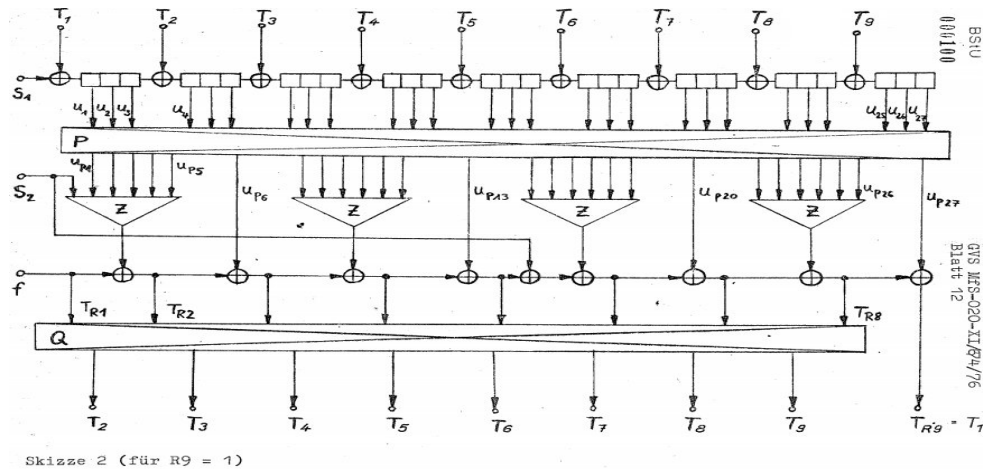 T1 T2 T3 T4 T5 T6 T7 T8 T9
S1
u1 u2 u3 u4 u25 u26 u27
P
uP1 uP5 uP6 uP13 uP20 uP26 uP27
S2
Z Z Z Z
f
TR1 TR2 TR8
Q
T2 T3 T4 T5 T6 T7 T8 T9 TR9 = T1
Skizze 2 (für R9 = 1)
BStU
000100
GVS MfS-020-XI/674/76
Blatt 12